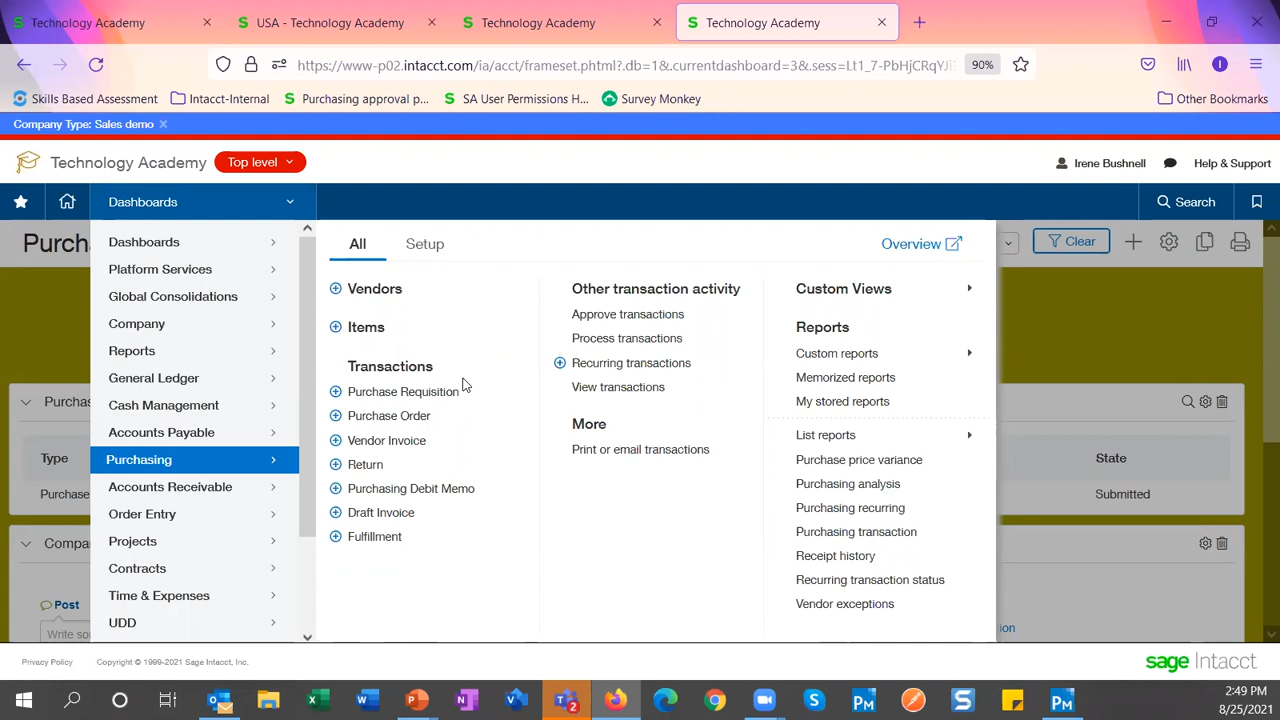 Technology Academy
USA - Technology Academy
Technology Academy
Technology Academy
https://www-p02.intacct.com/ia/acct/frameset.phtml?.db=1&.currentdashboard=3&.sess=Lt1_7-PbHjCRqYJi
90%
Skills Based Assessment
Intacct-Internal
Purchasing approval p...
SA User Permissions H...
Survey Monkey
Other Bookmarks
Company Type: Sales demo
Technology Academy
Top level
Irene Bushnell
Help & Support
Dashboards
Search
Purch
Clear
Dashboards
Platform Services
Global Consolidations
Company
Reports
General Ledger
Cash Management
Accounts Payable
Purchasing
Accounts Receivable
Order Entry
Projects
Contracts
Time & Expenses
UDD
All
Setup
Overview
Vendors
Items
Transactions
Purchase Requisition
Purchase Order
Vendor Invoice
Return
Purchasing Debit Memo
Draft Invoice
Fulfillment
Other transaction activity
Approve transactions
Process transactions
Recurring transactions
View transactions
More
Print or email transactions
Custom Views
Reports
Custom reports
Memorized reports
My stored reports
List reports
Purchase price variance
Purchasing analysis
Purchasing recurring
Purchasing transaction
Receipt history
Recurring transaction status
Vendor exceptions
Purchas
Type
Purchase
State
Submitted
Compa
Post
Write so
ion
Privacy Policy
Copyright © 1999-2021 Sage Intacct, Inc.
sage Intacct
2:49 PM
8/25/2021